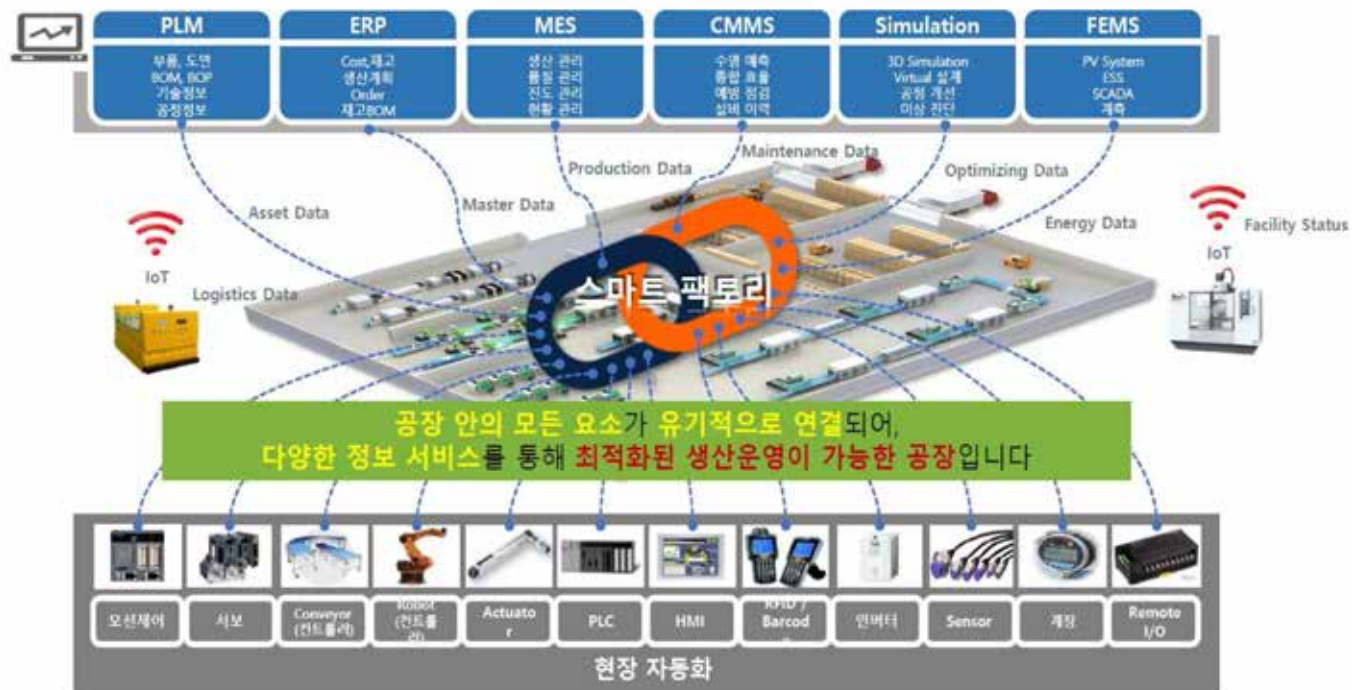 PLM
부품, 도면
BOM, BOP
기술정보
공정정보
ERP
Cost,재고
생산계획
Order
재고BOM
MES
생산 관리
품질 관리
진도 관리
현황 관리
CMMS
수명 예측
종합 효율
예방 점검
설비 이력
Simulation
3D Simulation
Virtual 설계
공정 개선
이상 진단
FEMS
PV System
ESS
SCADA
계측
Maintenance Data
Production Data
Optimizing Data
Asset Data
Master Data
Energy Data
Facility Status
IoT
IoT
Logistics Data
스마트 팩토리
공장 안의 모든 요소가 유기적으로 연결되어,
다양한 정보 서비스를 통해 최적화된 생산운영이 가능한 공장입니다
모션제어
서보
Conveyor
(컨트롤러)
Robot
(컨트롤
러)
Actuato
r
PLC
HMI
RFID /
Barcod
인버터
Sensor
계장
Remote
I/O
현장 자동화